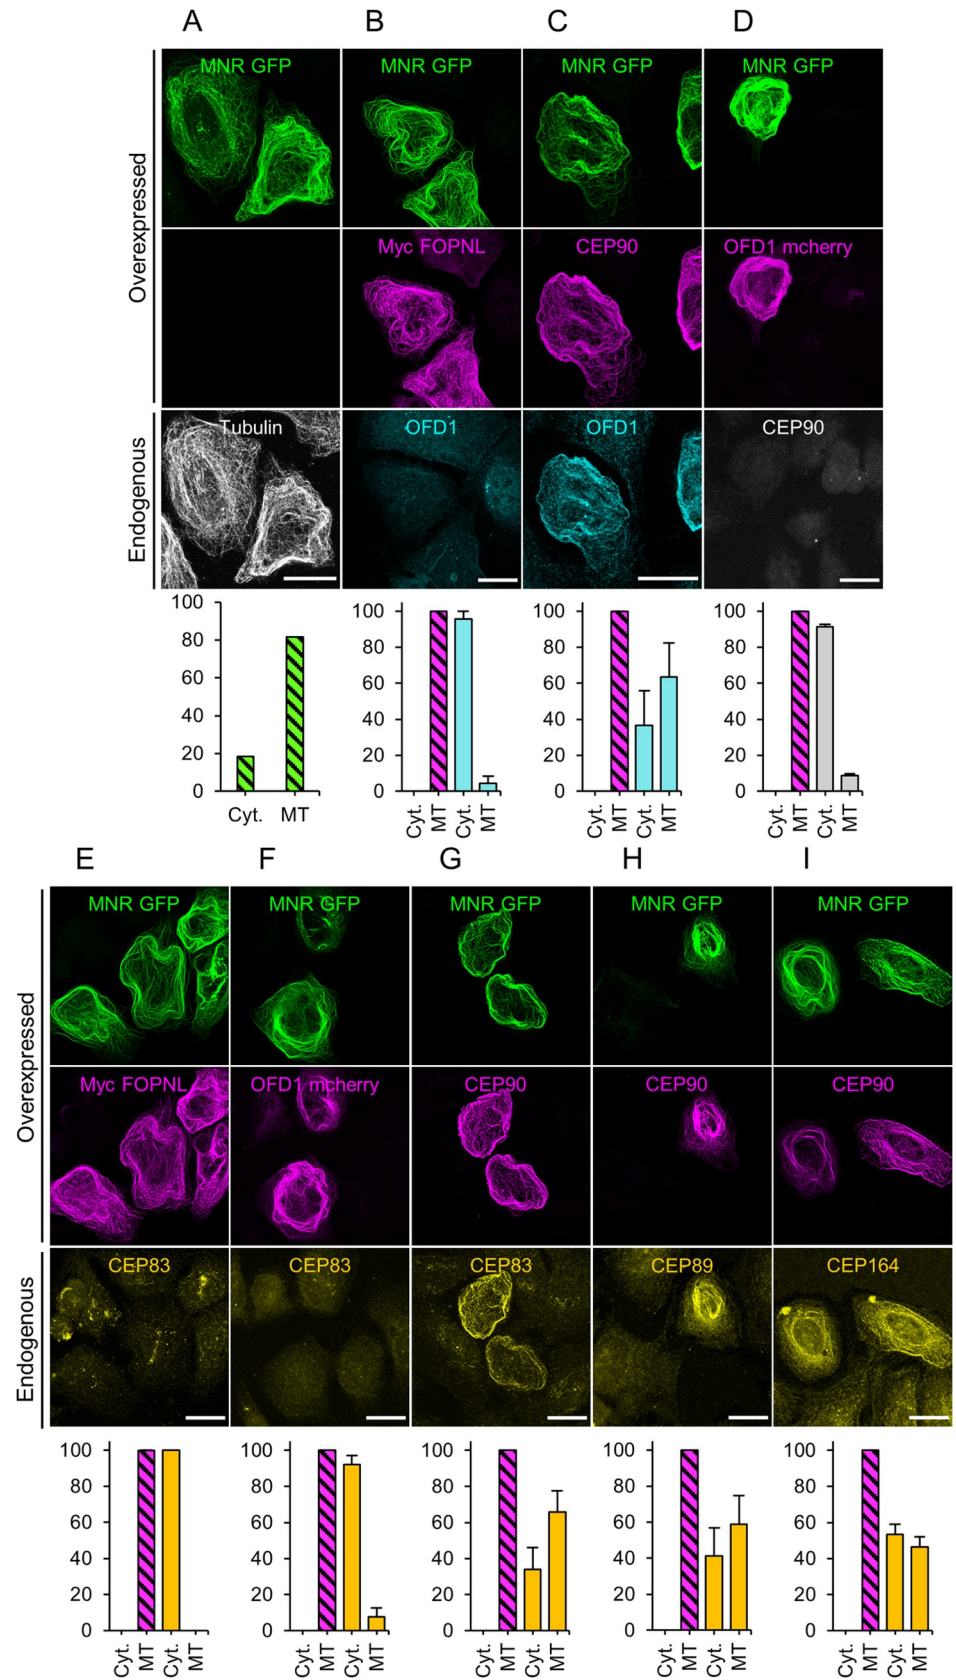 A B C D
Overexpressed
MNR GFP MNR GFP MNR GFP MNR GFP
Myc FOPNL CEP90 OFD1 mcherry
Endogenous
Tubulin OFD1 OFD1 CEP90
100 100 100 100
80 80 80 80
60 60 60 60
40 40 40 40
20 20 20 20
0 0 0 0
Cyt. MT Cyt. MT Cyt. MT Cyt. MT Cyt. MT Cyt. MT Cyt. MT
E F G H I
Overexpressed
MNR GFP MNR GFP MNR GFP MNR GFP MNR GFP
Myc FOPNL OFD1 mcherry CEP90 CEP90 CEP90
Endogenous
CEP83 CEP83 CEP83 CEP89 CEP164
100 100 100 100 100
80 80 80 80 80
60 60 60 60 60
40 40 40 40 40
20 20 20 20 20
0 0 0 0 0
Cyt. MT Cyt. MT Cyt. MT Cyt. MT Cyt. MT Cyt. MT Cyt. MT Cyt. MT Cyt. MT Cyt. MT